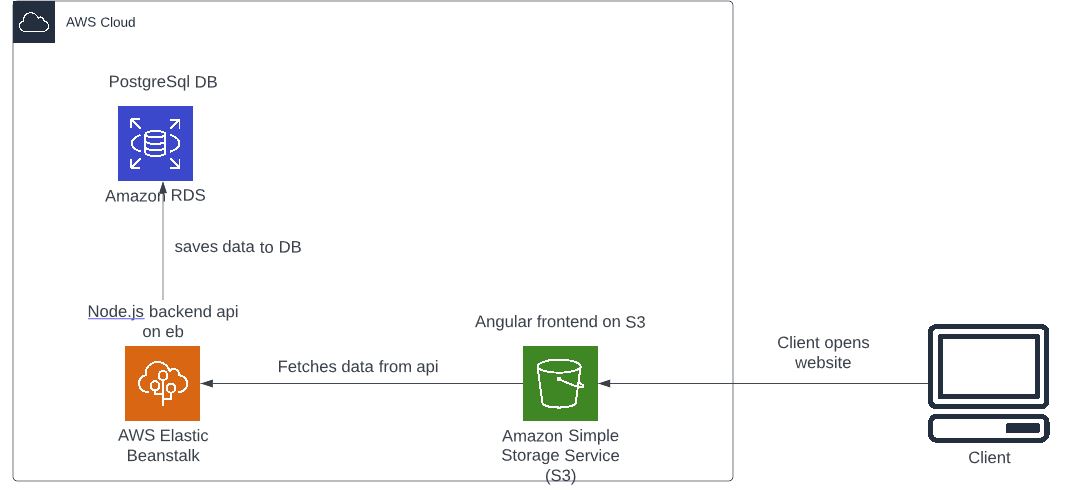 AWS Cloud
PostgreSql DB
Amazon RDS
saves data to DB
Node.js backend api
on eb
AWS Elastic
Beanstalk
Fetches data from api
Angular frontend on S3
Amazon Simple
Storage Service
(S3)
Client opens
website
Client